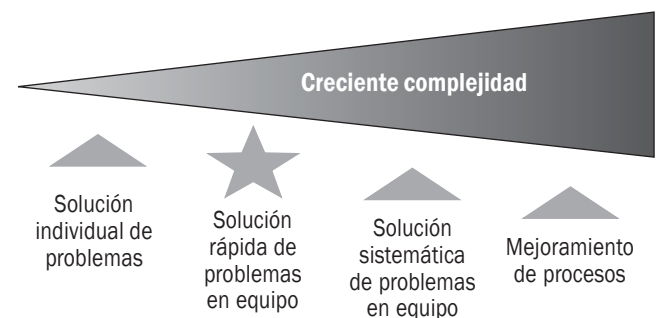 Creciente complejidad
Solución
individual de
problemas
Solución
rápida de
problemas
en equipo
Solución
sistemática
de problemas
en equipo
Mejoramiento
de procesos